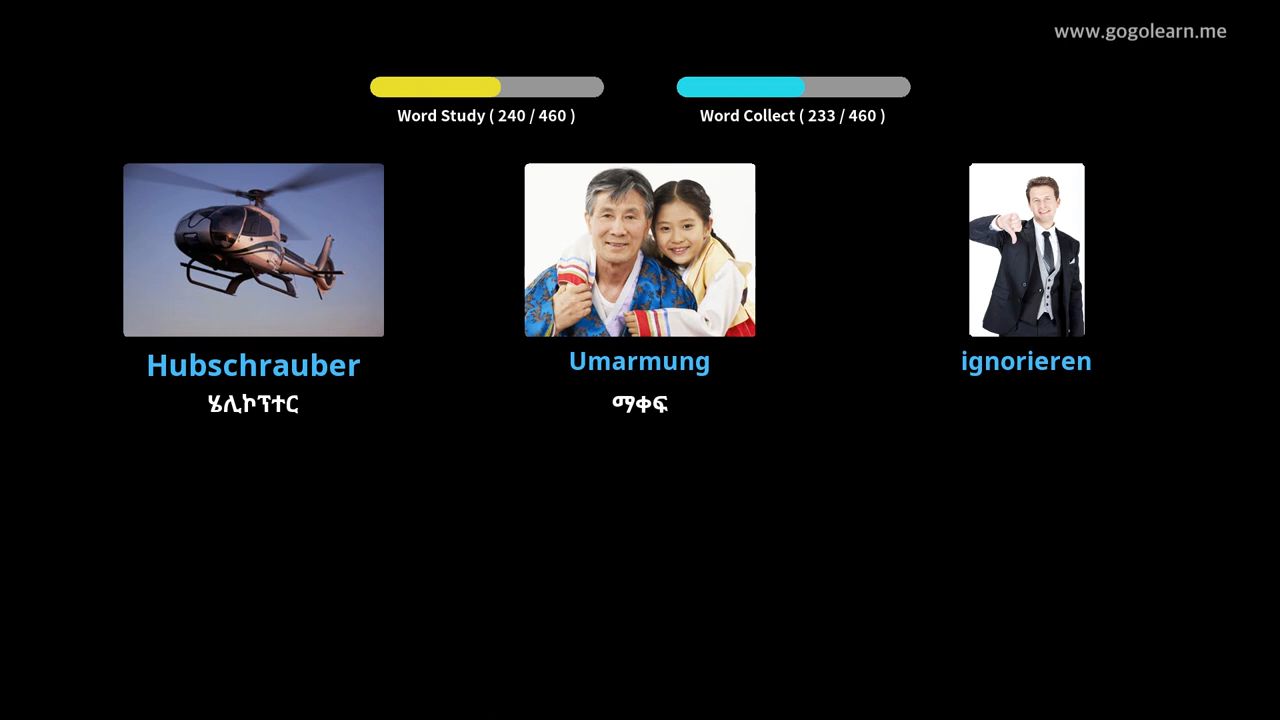 www.gogolearn.me
Word Study ( 240 / 460 )
Word Collect ( 233 / 460 )
Hubschrauber
Umarmung
ignorieren
ሄሊኮፕተር
ማቀፍ